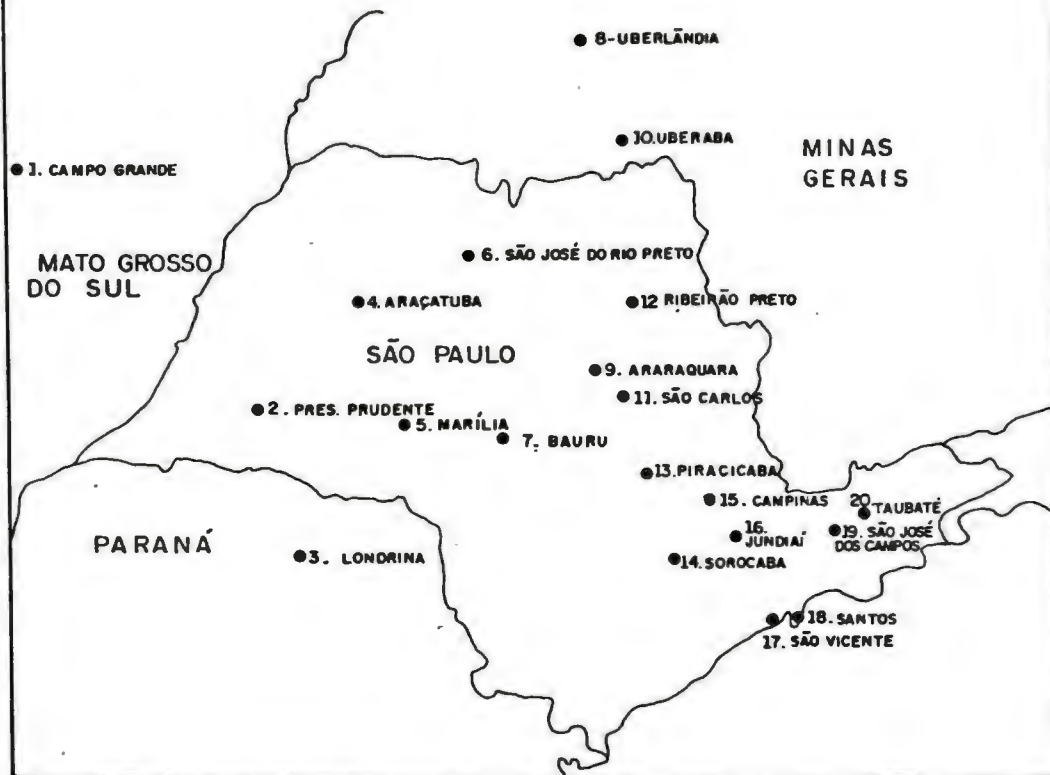 8-UBERLÂNDIA
10.UBERABA
MINAS
GERAIS
1. CAMPO GRANDE
6. SÃO JOSÉ DO RIO PRETO
MATO GROSSO
DO SUL
4. ARAÇATUBA
12 RIBEIRÃO PRETO
SÃO PAULO
9. ARARAQUARA
11. SÃO CARLOS
2. PRES. PRUDENTE
5. MARÍLIA
7. BAURU
13. PIRACICABA
15. CAMPINAS
20
TAUBATÉ
16.
JUNDIAÍ
19. SÃO JOSÉ
DOS CAMPOS
PARANÁ
3. LONDRINA
14. SOROCABA
18. SANTOS
17. SÃO VICENTE